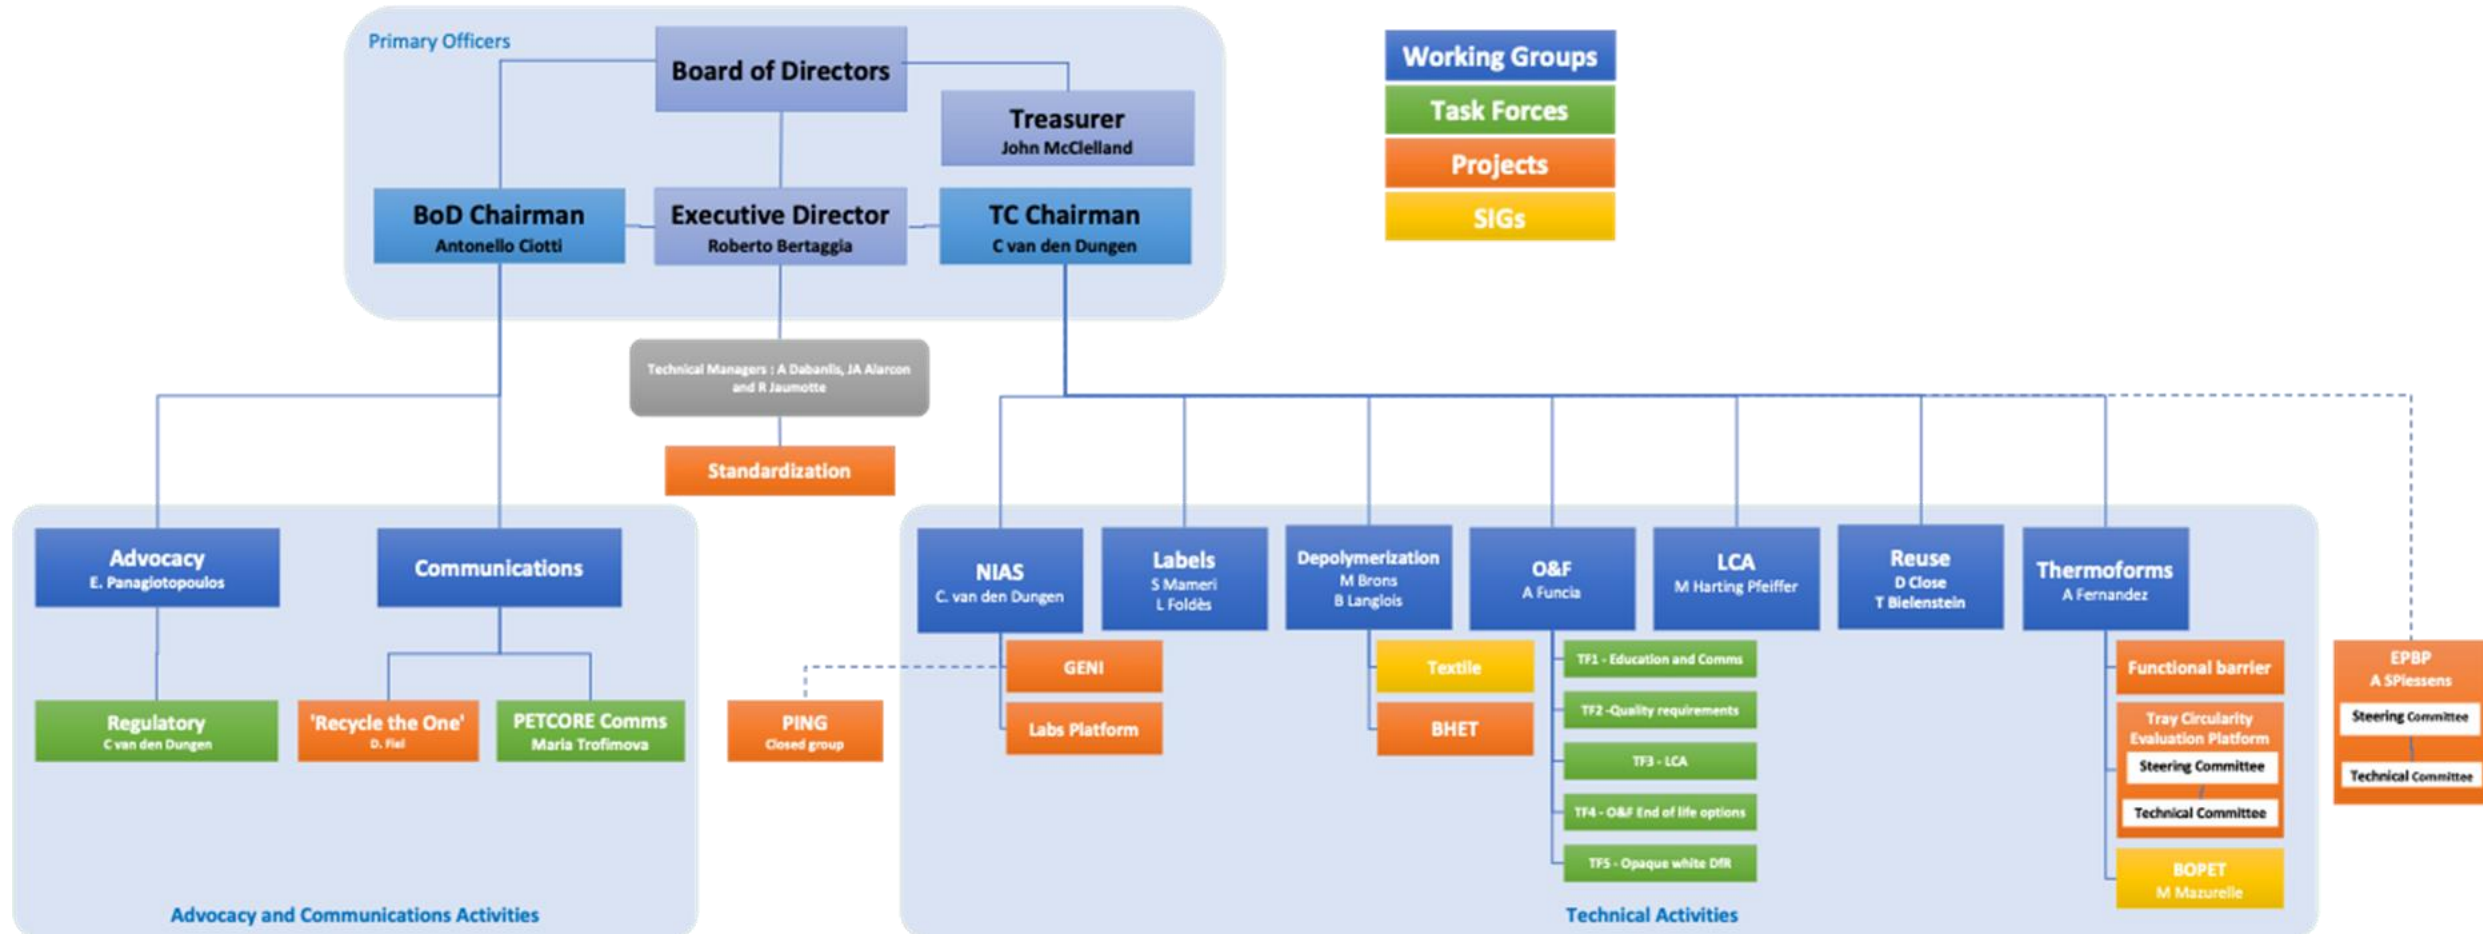 Primary Officers
Board of Directors
Treasurer
John McClelland
BoD Chairman
Antonello Ciotti
Executive Director
Roberto Bertaggia
TC Chairman
C van den Dungen
Working Groups
Task Forces
Projects
SIGs
Technical Managers : A Dabanlis, JA Alarcon
and R Jaumotte
Standardization
Advocacy
E. Panagiotopoulos
Communications
Regulatory
C van den Dungen
'Recycle the One'
D. Fiel
PETCORE Comms
Maria Trofimova
Advocacy and Communications Activities
PING
Closed group
NIAS
C. van den Dungen
GENI
Labs Platform
Labels
S Mameri
L Foldès
Depolymerization
M Brons
B Langlois
Textile
BHET
O&F
A Funcia
TF1 - Education and Comms
TF2 -Quality requirements
TF3 - LCA
TF4 - O&F End of life options
TF5 - Opaque white DfR
LCA
M Harting Pfeiffer
Reuse
D Close
T Bielenstein
Thermoforms
A Fernandez
Functional barrier
Tray Circularity
Evaluation Platform
Steering Committee
Technical Committee
BOPET
M Mazurelle
Technical Activities
EPBP
A SPiessens
Steering Committee
Technical Committee